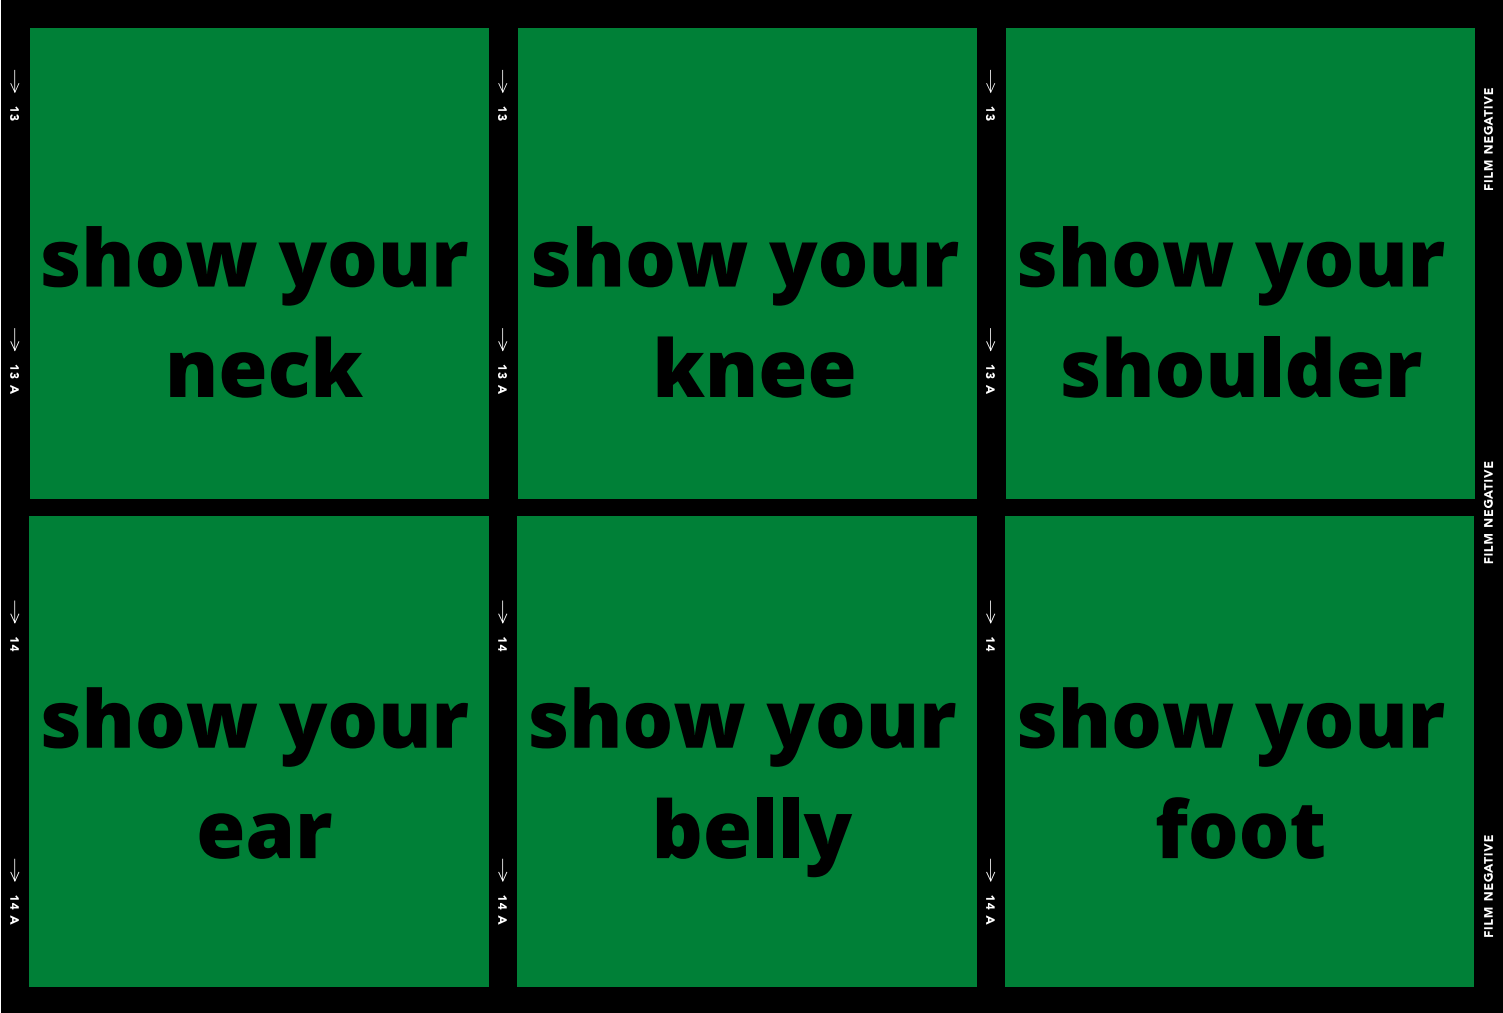 13
13
13
FILM NEGATIVE
show your
neck
show your
knee
show your
shoulder
13 A
13 A
13 A
FILM NEGATIVE
14
14
14
show your
ear
show your
belly
show your
foot
14 A
14 A
14 A
FILM NEGATIVE